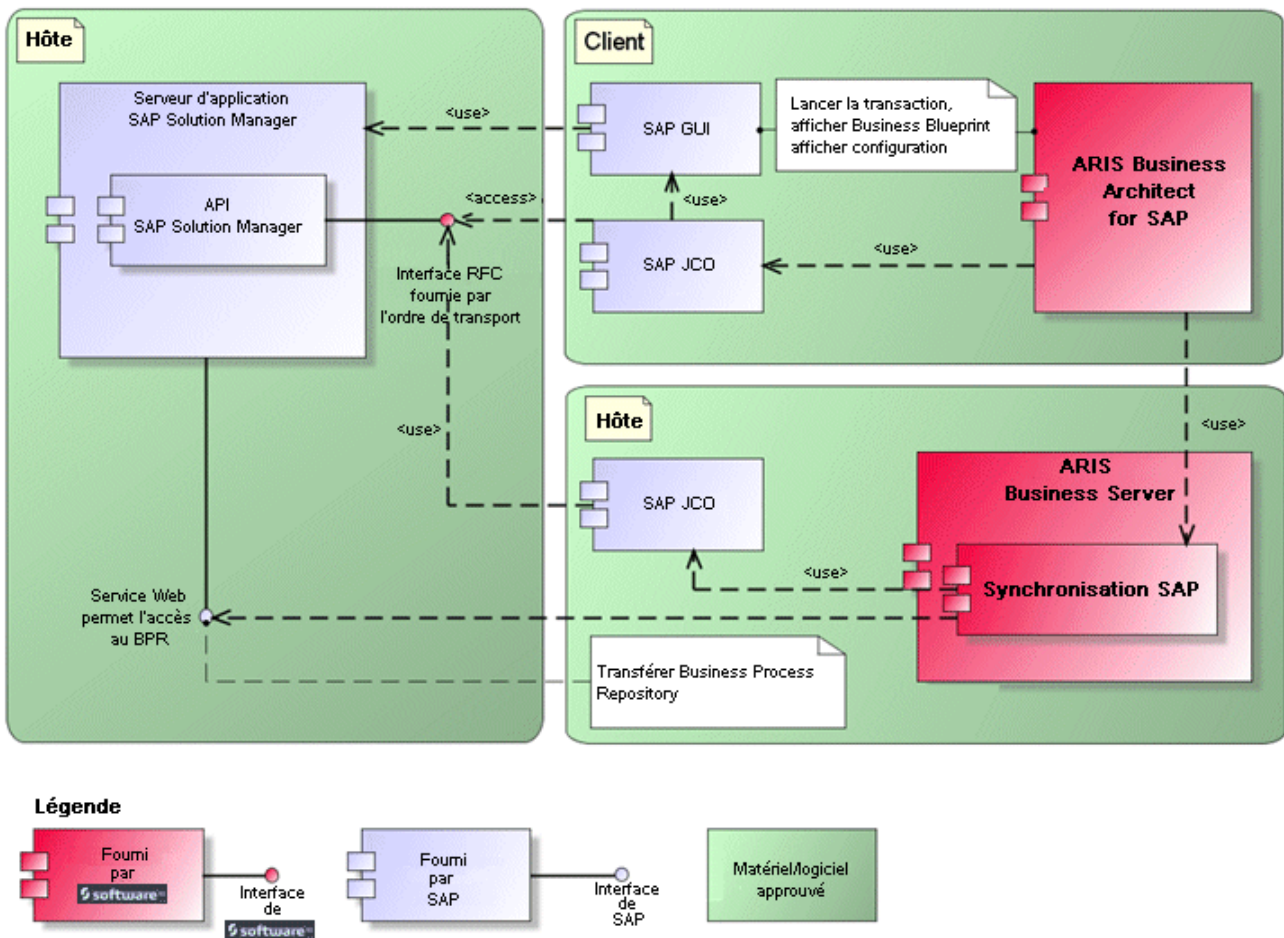 Hôte
Serveur d'application
SAP Solution Manager
API
SAP Solution Manager
<use>
<access>
Interface RFC
fournie par
l'ordre de transport
<use>
Service Web
permet l'accès
au BPR
Client
SAP GUI
Lancer la transaction,
afficher Business Blueprint
afficher configuration
ARIS Business
Architect
for SAP
<use>
SAP JCO
<use>
<use>
Hôte
SAP JCO
ARIS
Business Server
<use>
Synchronisation SAP
Transférer Business Process
Repository
Légende
Fourni
par
software
Interface
de
software
Fourni
par
SAP
Interface
de
SAP
Matériel/logiciel
approuvé